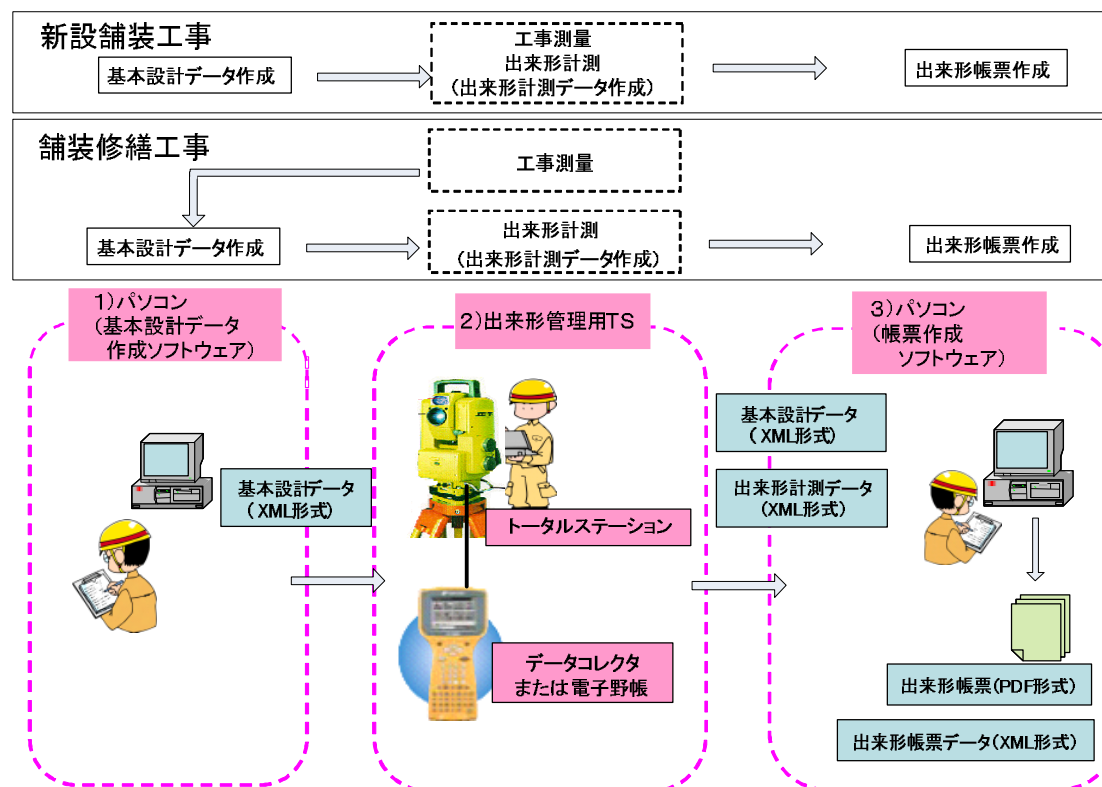 新設舗装工事
基本設計データ作成
工事測量
出来形計測
(出来形計測データ作成)
出来形帳票作成
舗装修繕工事
工事測量
基本設計データ作成
出来形計測
(出来形計測データ作成)
出来形帳票作成
1)パソコン
(基本設計データ
作成ソフトウェア)
2)出来形管理用TS
3)パソコン
(帳票作成
ソフトウェア)
基本設計データ
(XML形式)
トータルステーション
データコレクタ
または電子野帳
基本設計データ
(XML形式)
出来形計測データ
(XML形式)
出来形帳票(PDF形式)
出来形帳票データ(XML形式)